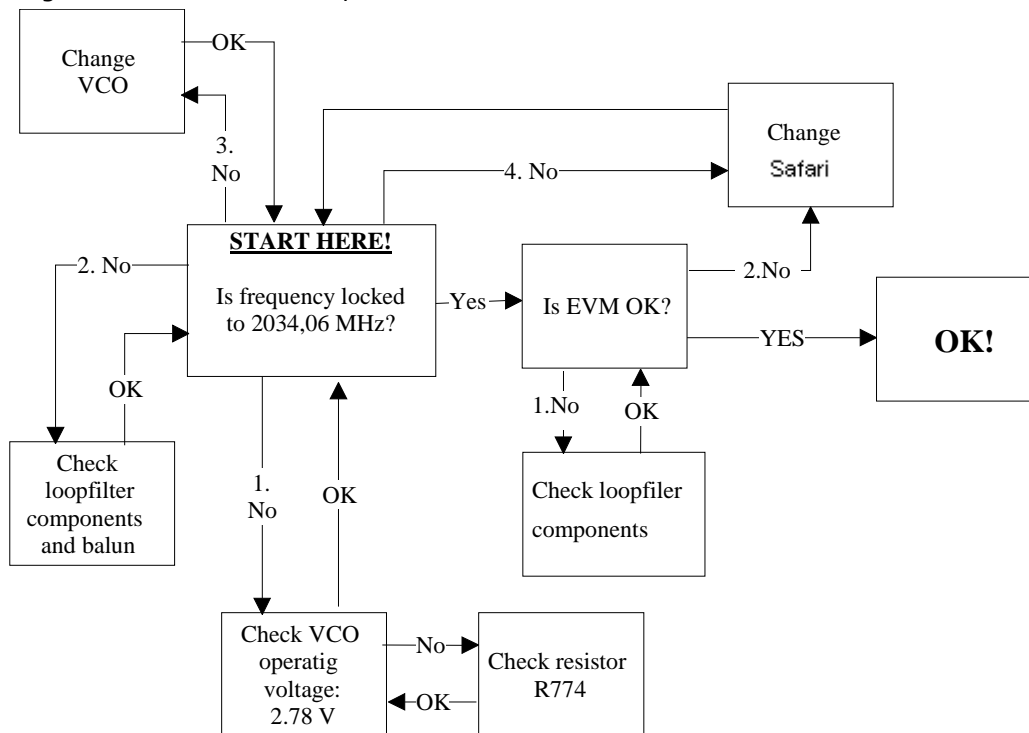 OK
Change
VCO
3.
No
Change
Safari
4. No
START HERE!
2. No
Is frequency locked
to 2034,06 MHz?
Yes
Is EVM OK?
2.No
YES
OK!
OK
1.No
OK
Check
loopfilter
components
and balun
1.
No
OK
Check loopfiler
components
Check VCO
operatig
voltage:
2.78 V
No
OK
Check resistor
R774